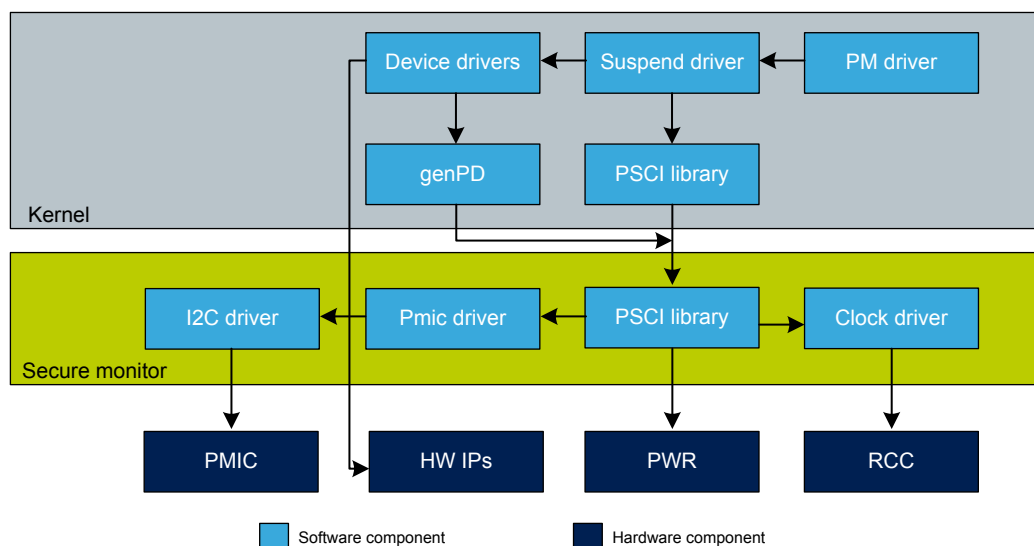 Device drivers
Suspend driver
PM driver
genPD
PSCI library
Kernel
I2C driver
Pmic driver
PSCI library
Clock driver
Secure monitor
PMIC
HW IPs
PWR
RCC
Software component
Hardware component